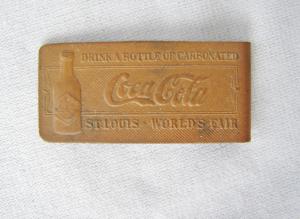 DRINK A BOTTLE OF CARBONATED
Coca-Cola
ST. LOUIS • WORLD'S FAIR